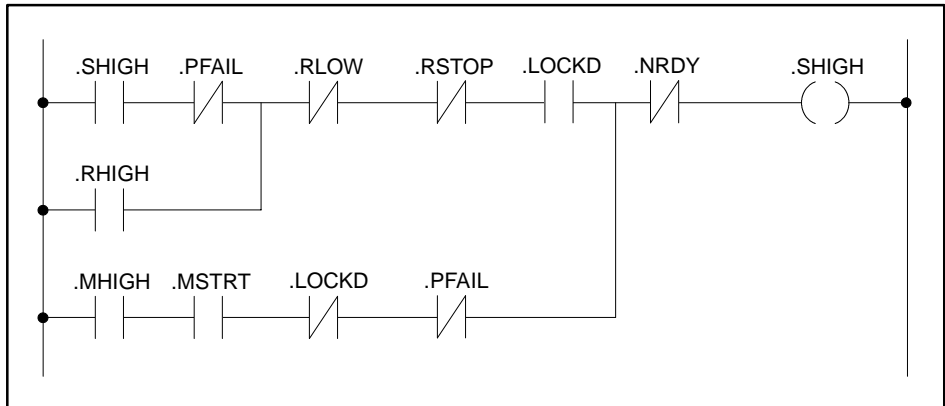 .SHIGH .PFAIL .RLOW .RSTOP .LOCKD .NRDY .SHIGH
.RHIGH
.MHIGH .MSTRT .LOCKD .PFAIL